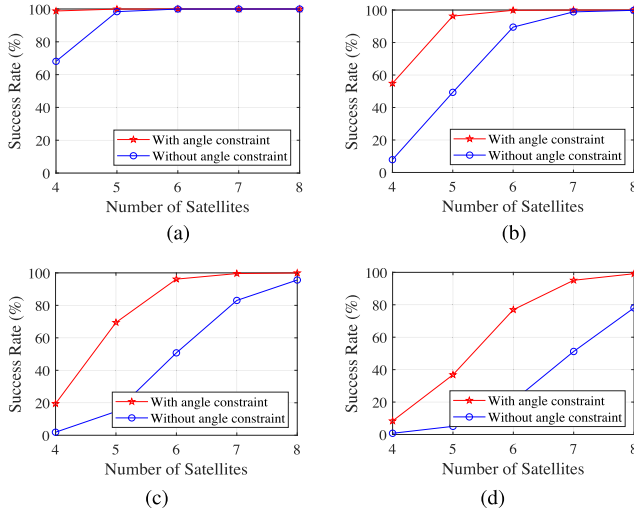 100
80
60
40
20
0
Success Rate (%)
With angle constraint
Without angle constraint
4 5 6 7 8
Number of Satellites
(a)
100
80
60
40
20
0
Success Rate (%)
With angle constraint
Without angle constraint
4 5 6 7 8
Number of Satellites
(b)
100
80
60
40
20
0
Success Rate (%)
With angle constraint
Without angle constraint
4 5 6 7 8
Number of Satellites
(c)
100
80
60
40
20
0
Success Rate (%)
With angle constraint
Without angle constraint
4 5 6 7 8
Number of Satellites
(d)